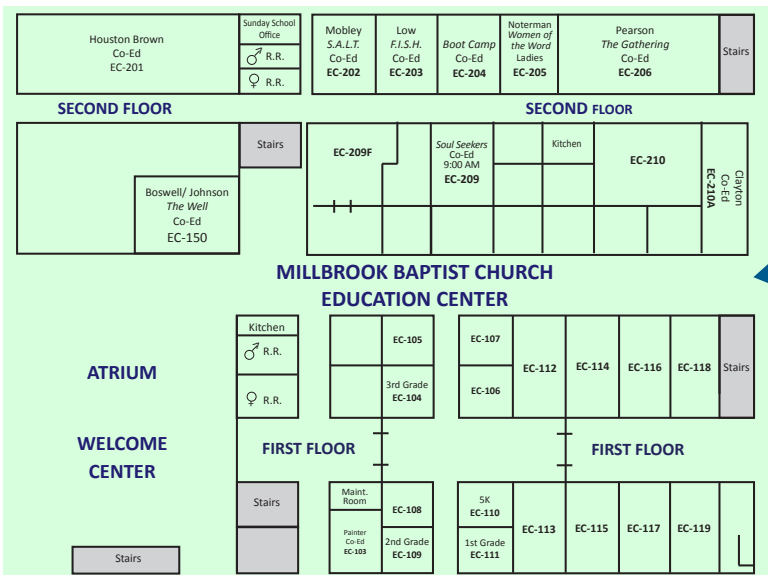 Houston Brown
Co-Ed
EC-201
Sunday School
Office
R.R.
R.R.
Mobley
S.A.L.T.
Co-Ed
EC-202
Low
F.I.S.H.
Co-Ed
EC-203
Boot Camp
Co-Ed
EC-204
Noterman
Women of
the Word
Ladies
EC-205
Pearson
The Gathering
Co-Ed
EC-206
Stairs
SECOND FLOOR
SECOND FLOOR
Stairs
Boswell/ Johnson
The Well
Co-Ed
EC-150
EC-209F
Soul Seekers
Co-Ed
9:00 AM
EC-209
Kitchen
EC-210
Clayton
Co-Ed
EC-210A
MILLBROOK BAPTIST CHURCH
EDUCATION CENTER
ATRIUM
WELCOME
CENTER
Kitchen
R.R.
R.R.
EC-105
3rd Grade
EC-104
EC-107
EC-106
EC-112
EC-114
EC-116
EC-118
Stairs
FIRST FLOOR
FIRST FLOOR
Stairs
Stairs
Maint.
Room
Painter
Co-Ed
EC-103
EC-108
2nd Grade
EC-109
5K
EC-110
1st Grade
EC-111
EC-113
EC-115
EC-117
EC-119